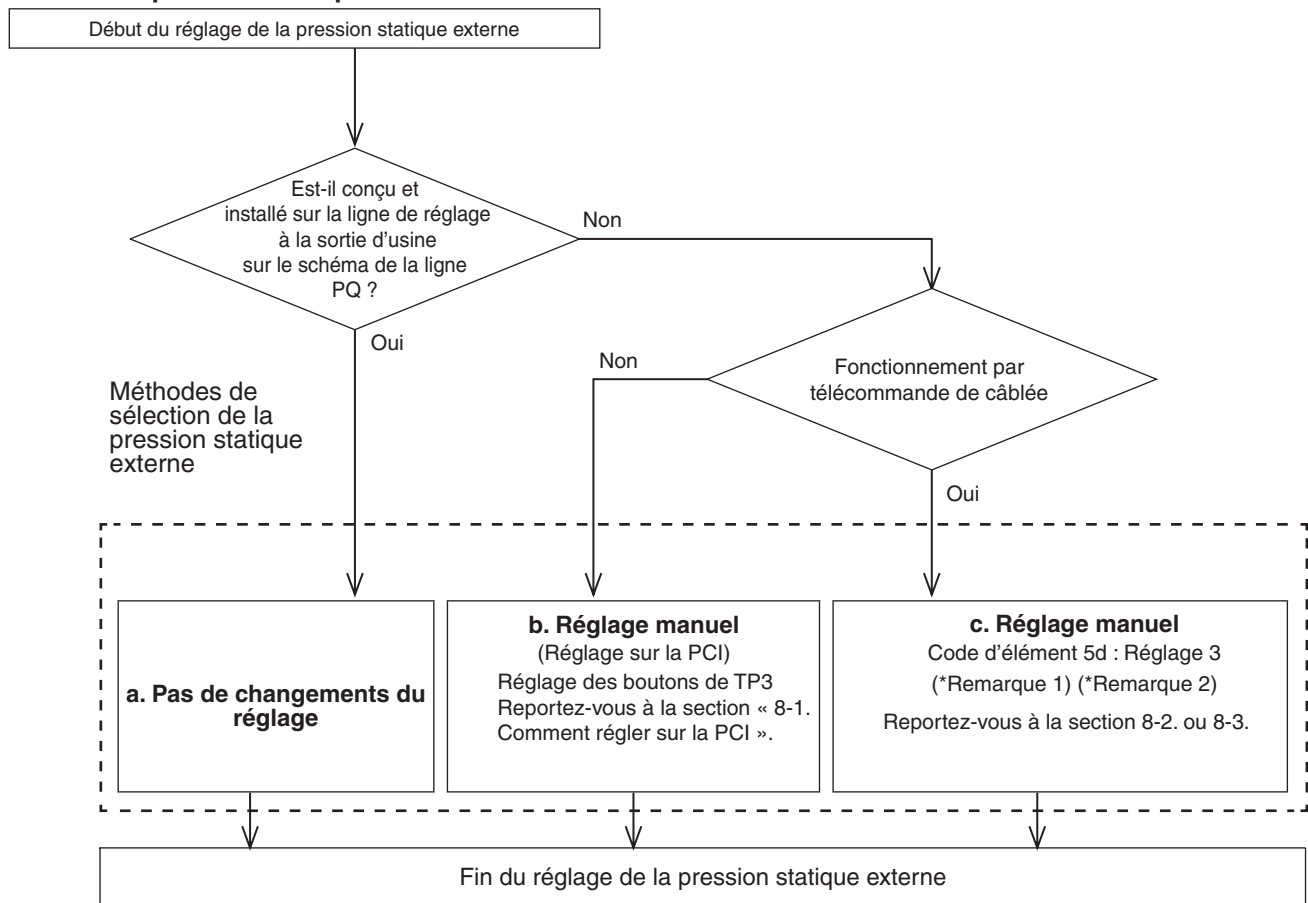 Début du réglage de la pression statique externe
Est-il conçu et
installé sur la ligne de réglage
à la sortie d'usine
sur le schéma de la ligne
PQ ?
Non
Oui
Non
Fonctionnement par
télécommande de câblée
Oui
Méthodes de
sélection de la
pression statique
externe
a. Pas de changements du
réglage
b. Réglage manuel
(Réglage sur la PCI)
Réglage des boutons de TP3
Reportez-vous à la section « 8-1.
Comment régler sur la PCI ».
c. Réglage manuel
Code d'élément 5d : Réglage 3
(*Remarque 1) (*Remarque 2)
Reportez-vous à la section 8-2. ou 8-3.
Fin du réglage de la pression statique externe